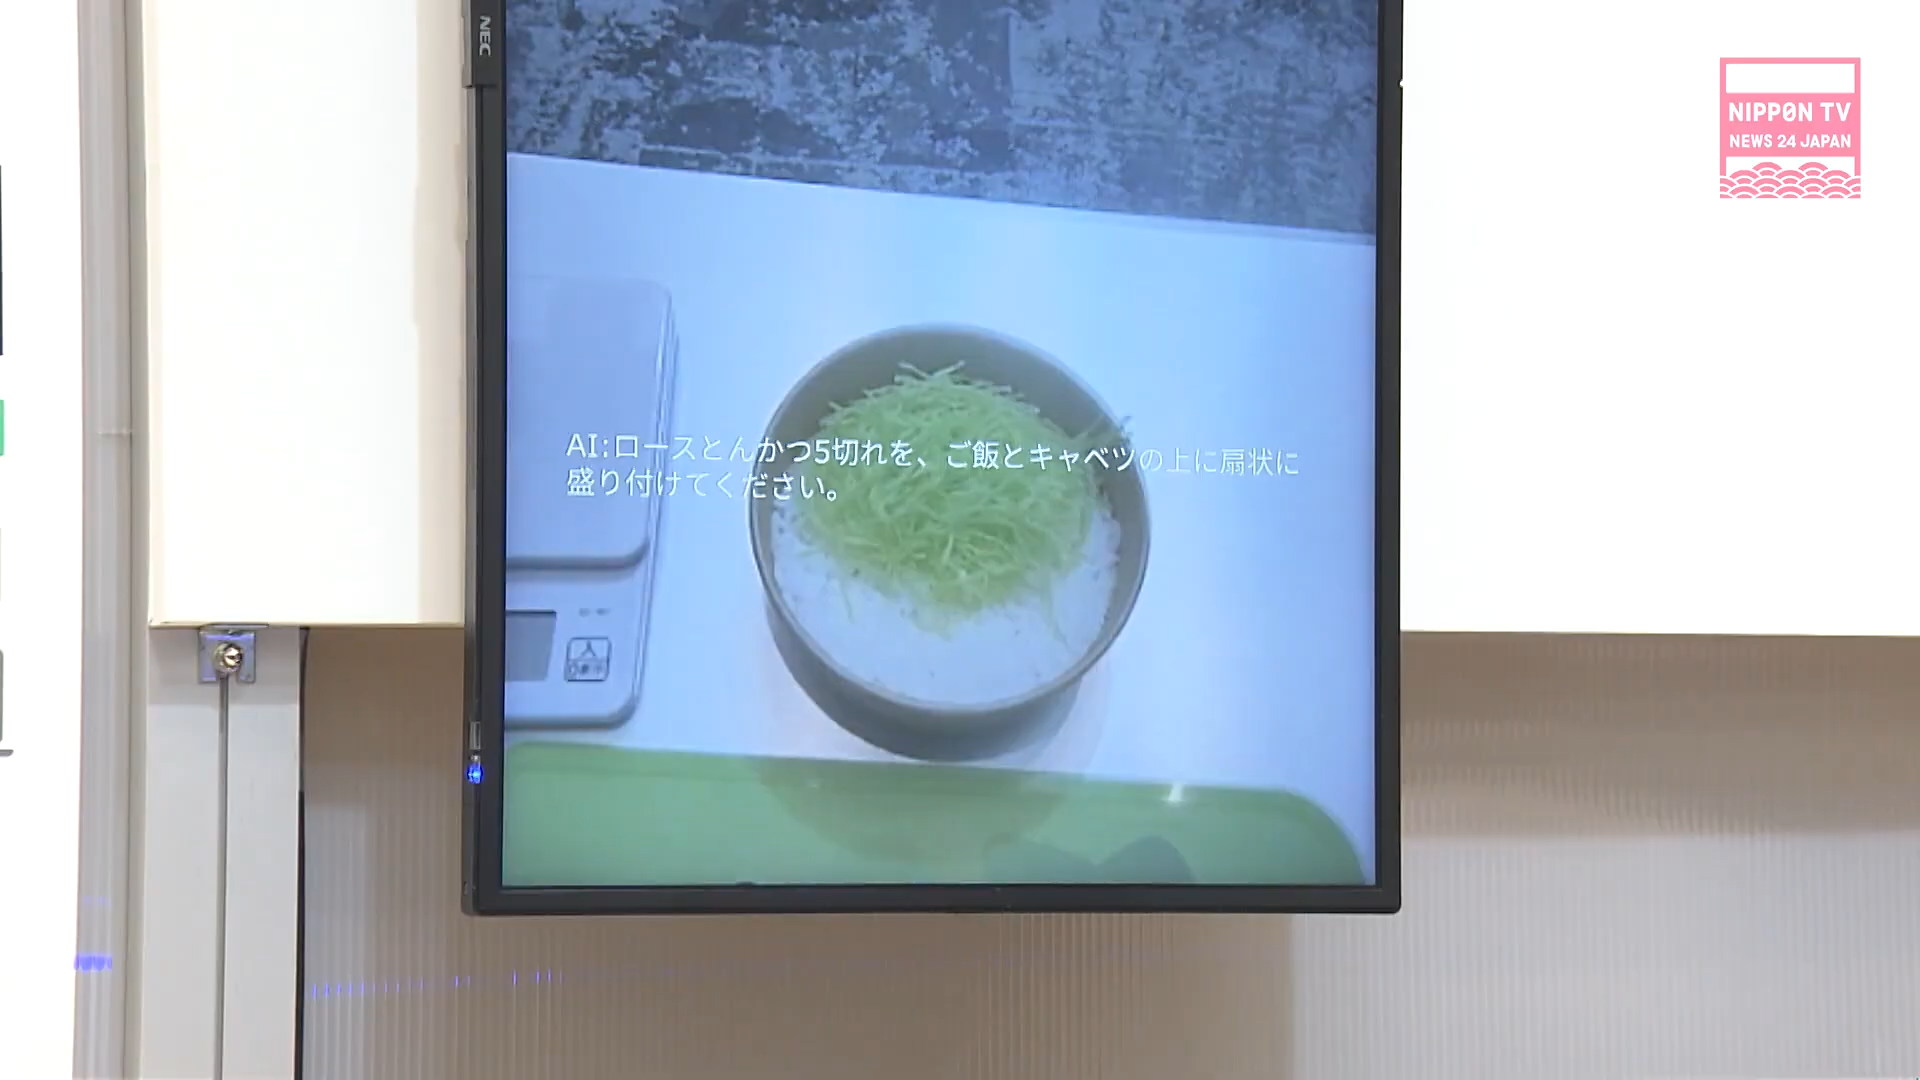 NEC
NIPPON TV
NEWS 24 JAPAN
AI:ロースとんかつ5切れを、ご飯とキャベツの上に扇状に
盛り付けてください。